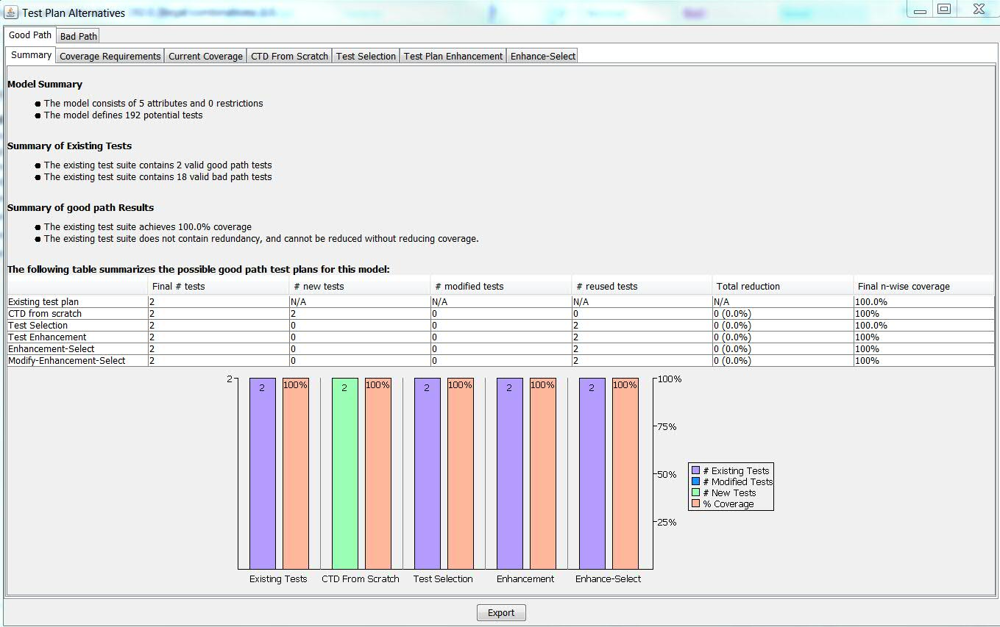 Test Plan Alternatives
Good Path Bad Path
Summary Coverage Requirements Current Coverage CTD From Scratch Test Selection Test Plan Enhancement Enhance-Select
Model Summary
● The model consists of 5 attributes and 0 restrictions
● The model defines 192 potential tests
Summary of Existing Tests
● The existing test suite contains 2 valid good path tests
● The existing test suite contains 18 valid bad path tests
Summary of good path Results
● The existing test suite achieves 100.0% coverage
● The existing test suite does not contain redundancy, and cannot be reduced without reducing coverage.
The following table summarizes the possible good path test plans for this model:
Final # tests # new tests # modified tests # reused tests Total reduction Final n-wise coverage
Existing test plan 2 N/A N/A N/A N/A 100.0%
CTD from scratch 2 2 0 0 0 (0.0%) 100%
Test Selection 2 0 0 2 0 (0.0%) 100.0%
Test Enhancement 2 0 0 2 0 (0.0%) 100%
Enhancement-Select 2 0 0 2 0 (0.0%) 100%
Modify-Enhancement-Select 2 0 0 2 0 (0.0%) 100%
2 100%
2 100% 2 100% 2 100% 2 100% 2 100%
75%
50%
25%
# Existing Tests
# Modified Tests
# New Tests
% Coverage
Existing Tests CTD From Scratch Test Selection Enhancement Enhance-Select
Export